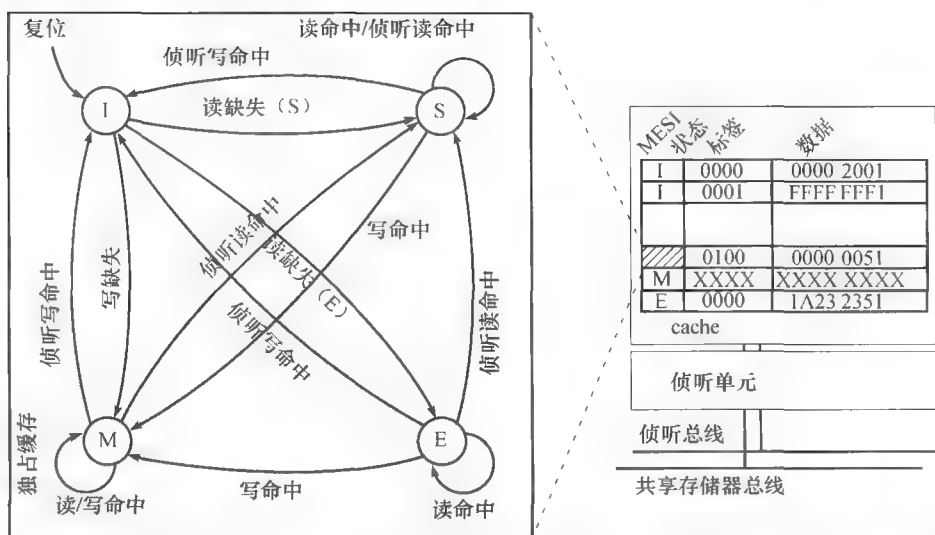 复位
读命中/侦听读命中
侦听写命中
I
读缺失（S）
S
侦听读命中
读缺失（E）
写命中
侦听写命中
写缺失
侦听写命中
侦听读命中
独占缓存
M
E
读/写命中
写命中
读命中
MESI
状态
标签
数据
I 0000 0000 2001
I 0001 FFFF FFF1
0100 0000 0051
M XXXX XXXX XXXX
E 0000 1A23 2351
cache
侦听单元
侦听总线
共享存储器总线